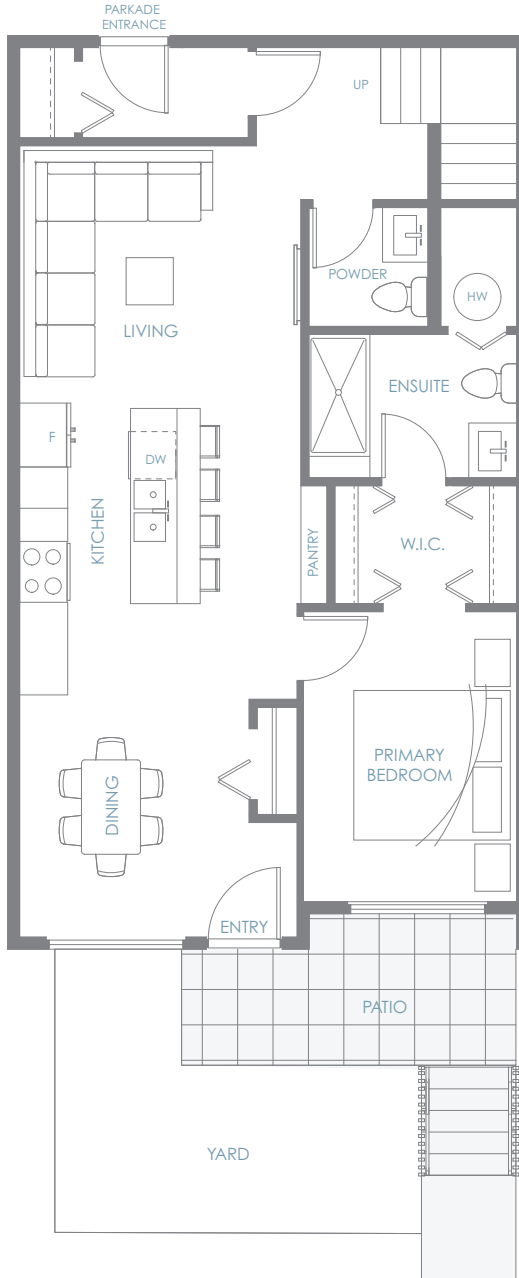 PARKADE
ENTRANCE
UP
POWDER
HW
LIVING
ENSUITE
F
DW
KITCHEN
PANTRY
W.I.C.
PRIMARY
BEDROOM
DINING
ENTRY
PATIO
YARD